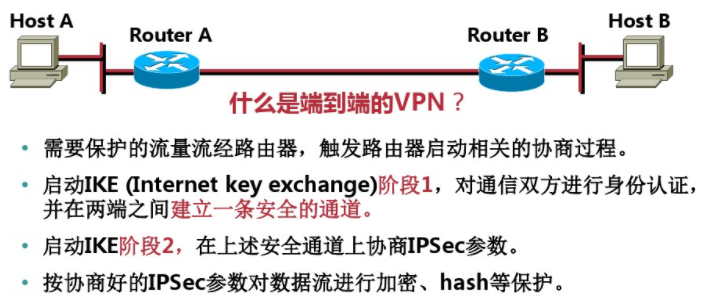 Host A
Host B
Router A
Router B
什么是端到端的VPN？
• 需要保护的流量流经路由器，触发路由器启动相关的协商过程。
• 启动IKE (Internet key exchange)阶段1，对通信双方进行身份认证，
并在两端之间建立一条安全的通道。
• 启动IKE阶段2，在上述安全通道上协商IPSec参数。
• 按协商好的IPSec参数对数据流进行加密、hash等保护。